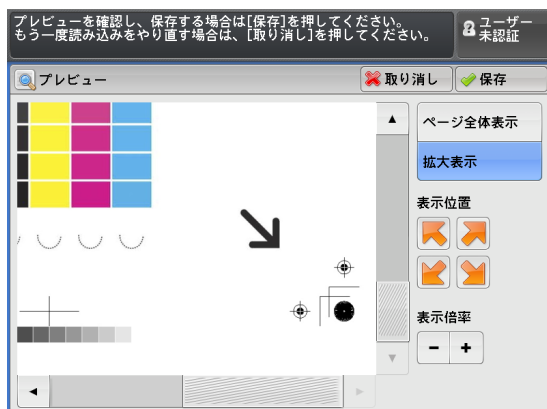 プレビューを確認し、保存する場合は[保存]を押してください。
もう一度読み込みをやり直す場合は、[取り消し]を押してください。
ユーザー
未認証
プレビュー
取り消し
保存
ページ全体表示
拡大表示
表示位置
表示倍率
- +